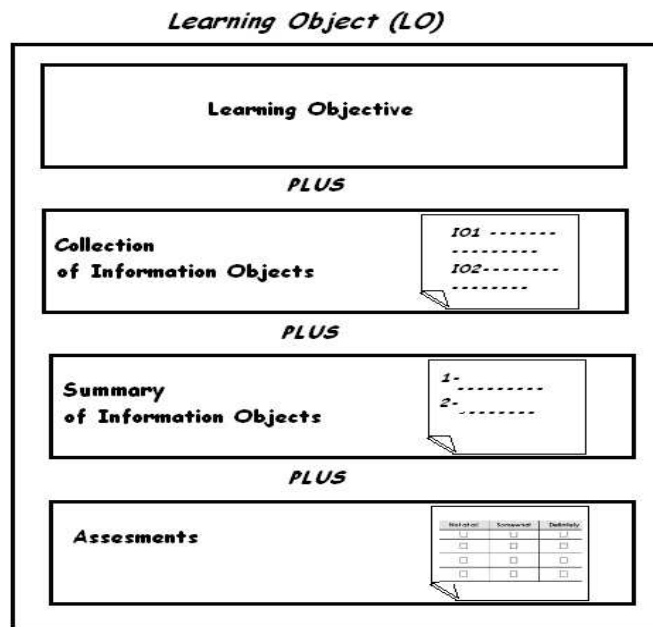 Learning Object (LO)
Learning Objective
PLUS
Collection
of Information Objects
IO1 -------
---------
IO2--------
--------
PLUS
Summary
of Information Objects
1-
---------
2-
--------
PLUS
Assesments
Not at all Somewhat Definitely